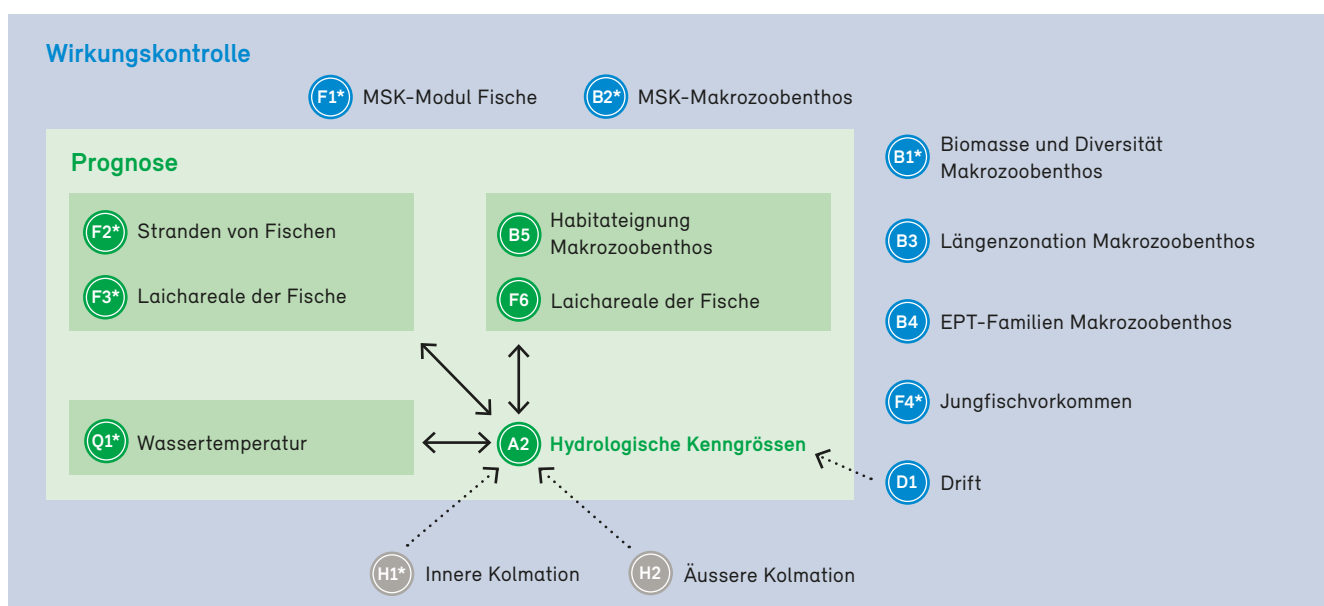 Wirkungskontrolle
F1* MSK-Modul Fische
B2* MSK-Makrozoobenthos
Prognose
F2* Stranden von Fischen
F3* Laichareale der Fische
B5 Habitateignung
Makrozoobenthos
F6 Laichareale der Fische
Q1* Wassertemperatur
A2 Hydrologische Kenngrössen
B1* Biomasse und Diversität
Makrozoobenthos
B3 Längenzonation Makrozoobenthos
B4 EPT-Familien Makrozoobenthos
F4* Jungfischvorkommen
D1 Drift
H1* Innere Kolmation
H2 Äussere Kolmation